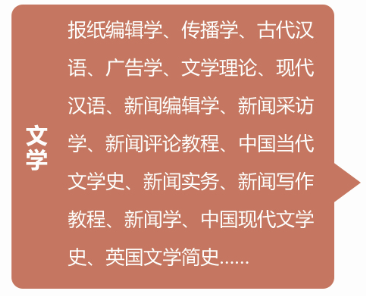 文学
报纸编辑学、传播学、古代汉
语、广告学、文学理论、现代
汉语、新闻编辑学、新闻采访
学、新闻评论教程、中国当代
文学史、新闻实务、新闻写作
教程、新闻学、中国现代文学
史、英国文学简史......